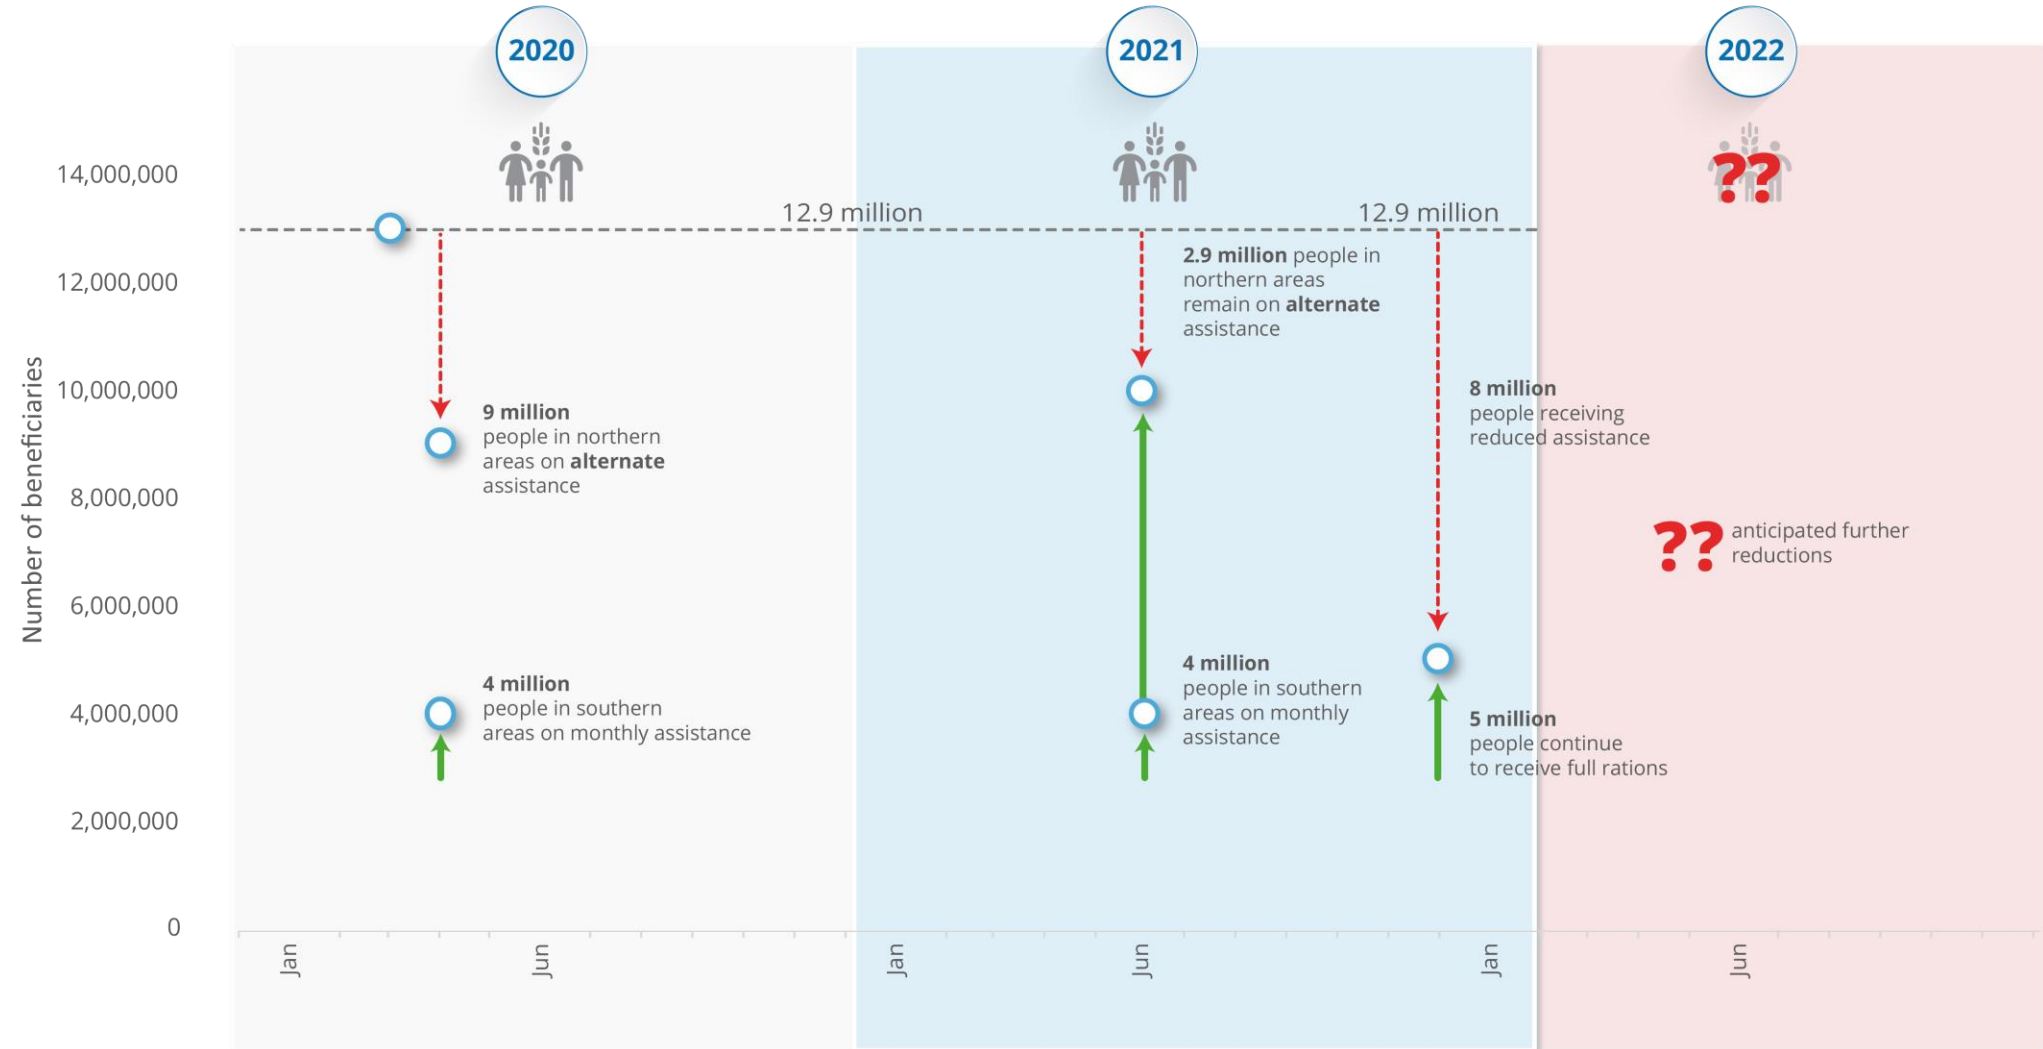 2020
2021
2022
??
Number of beneficiaries
14,000,000
12,000,000
10,000,000
8,000,000
6,000,000
4,000,000
2,000,000
0
12.9 million
12.9 million
9 million
people in northern
areas on alternate
assistance
4 million
people in southern
areas on monthly assistance
2.9 million people in
northern areas
remain on alternate
assistance
4 million
people in southern
areas on monthly
assistance
8 million
people receiving
reduced assistance
5 million
people continue
to receive full rations
?? anticipated further
reductions
Jan
Jun
Jan
Jun
Jan
Jun